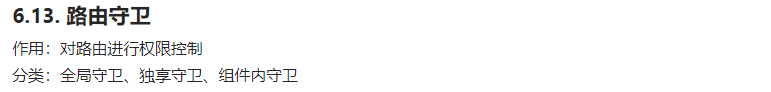 6.13. 路由守卫
作用：对路由进行权限控制
分类：全局守卫、独享守卫、组件内守卫